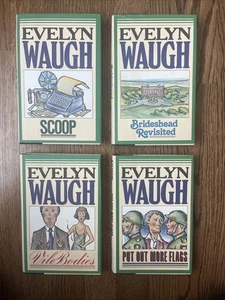 EVELYN
WAUGH
SCOOP
EVELYN
WAUGH
Brideshead
Revisited
EVELYN
WAUGH
Vile Bodies
EVELYN
WAUGH
PUT OUT MORE FLAGS